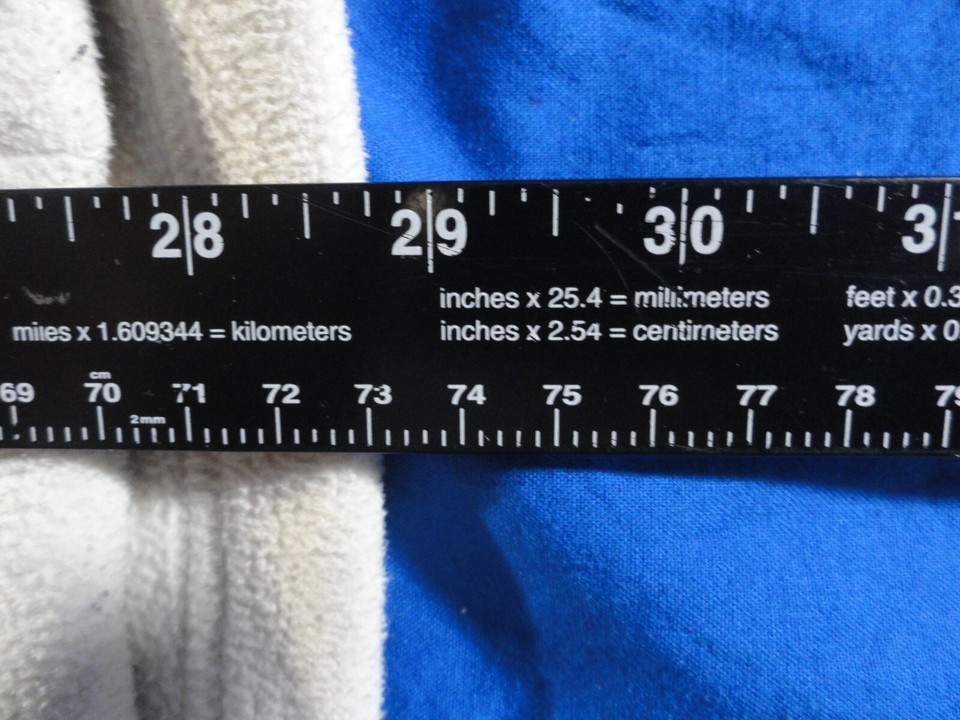 28 29 30 31
inches x 25.4 = millimeters feet x 0.3
miles x 1.609344 = kilometers inches x 2.54 = centimeters yards x 0.
cm
69 70 71 72 73 74 75 76 77 78 79
2mm